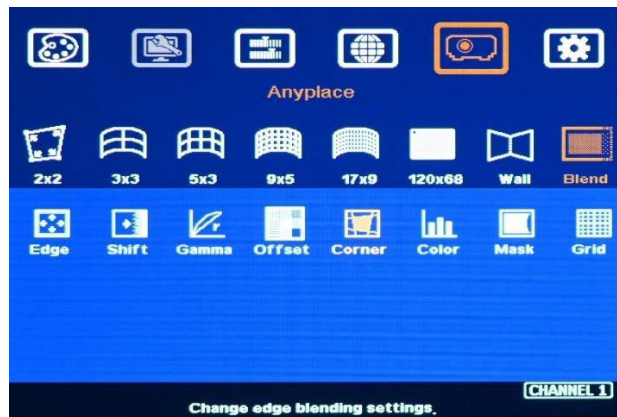 Anyplace
2x2 3x3 5x3 9x5 17x9 120x68 Wall Blend
Edge Shift Gamma Offset Corner Color Mask Grid
CHANNEL 1
Change edge blending settings.